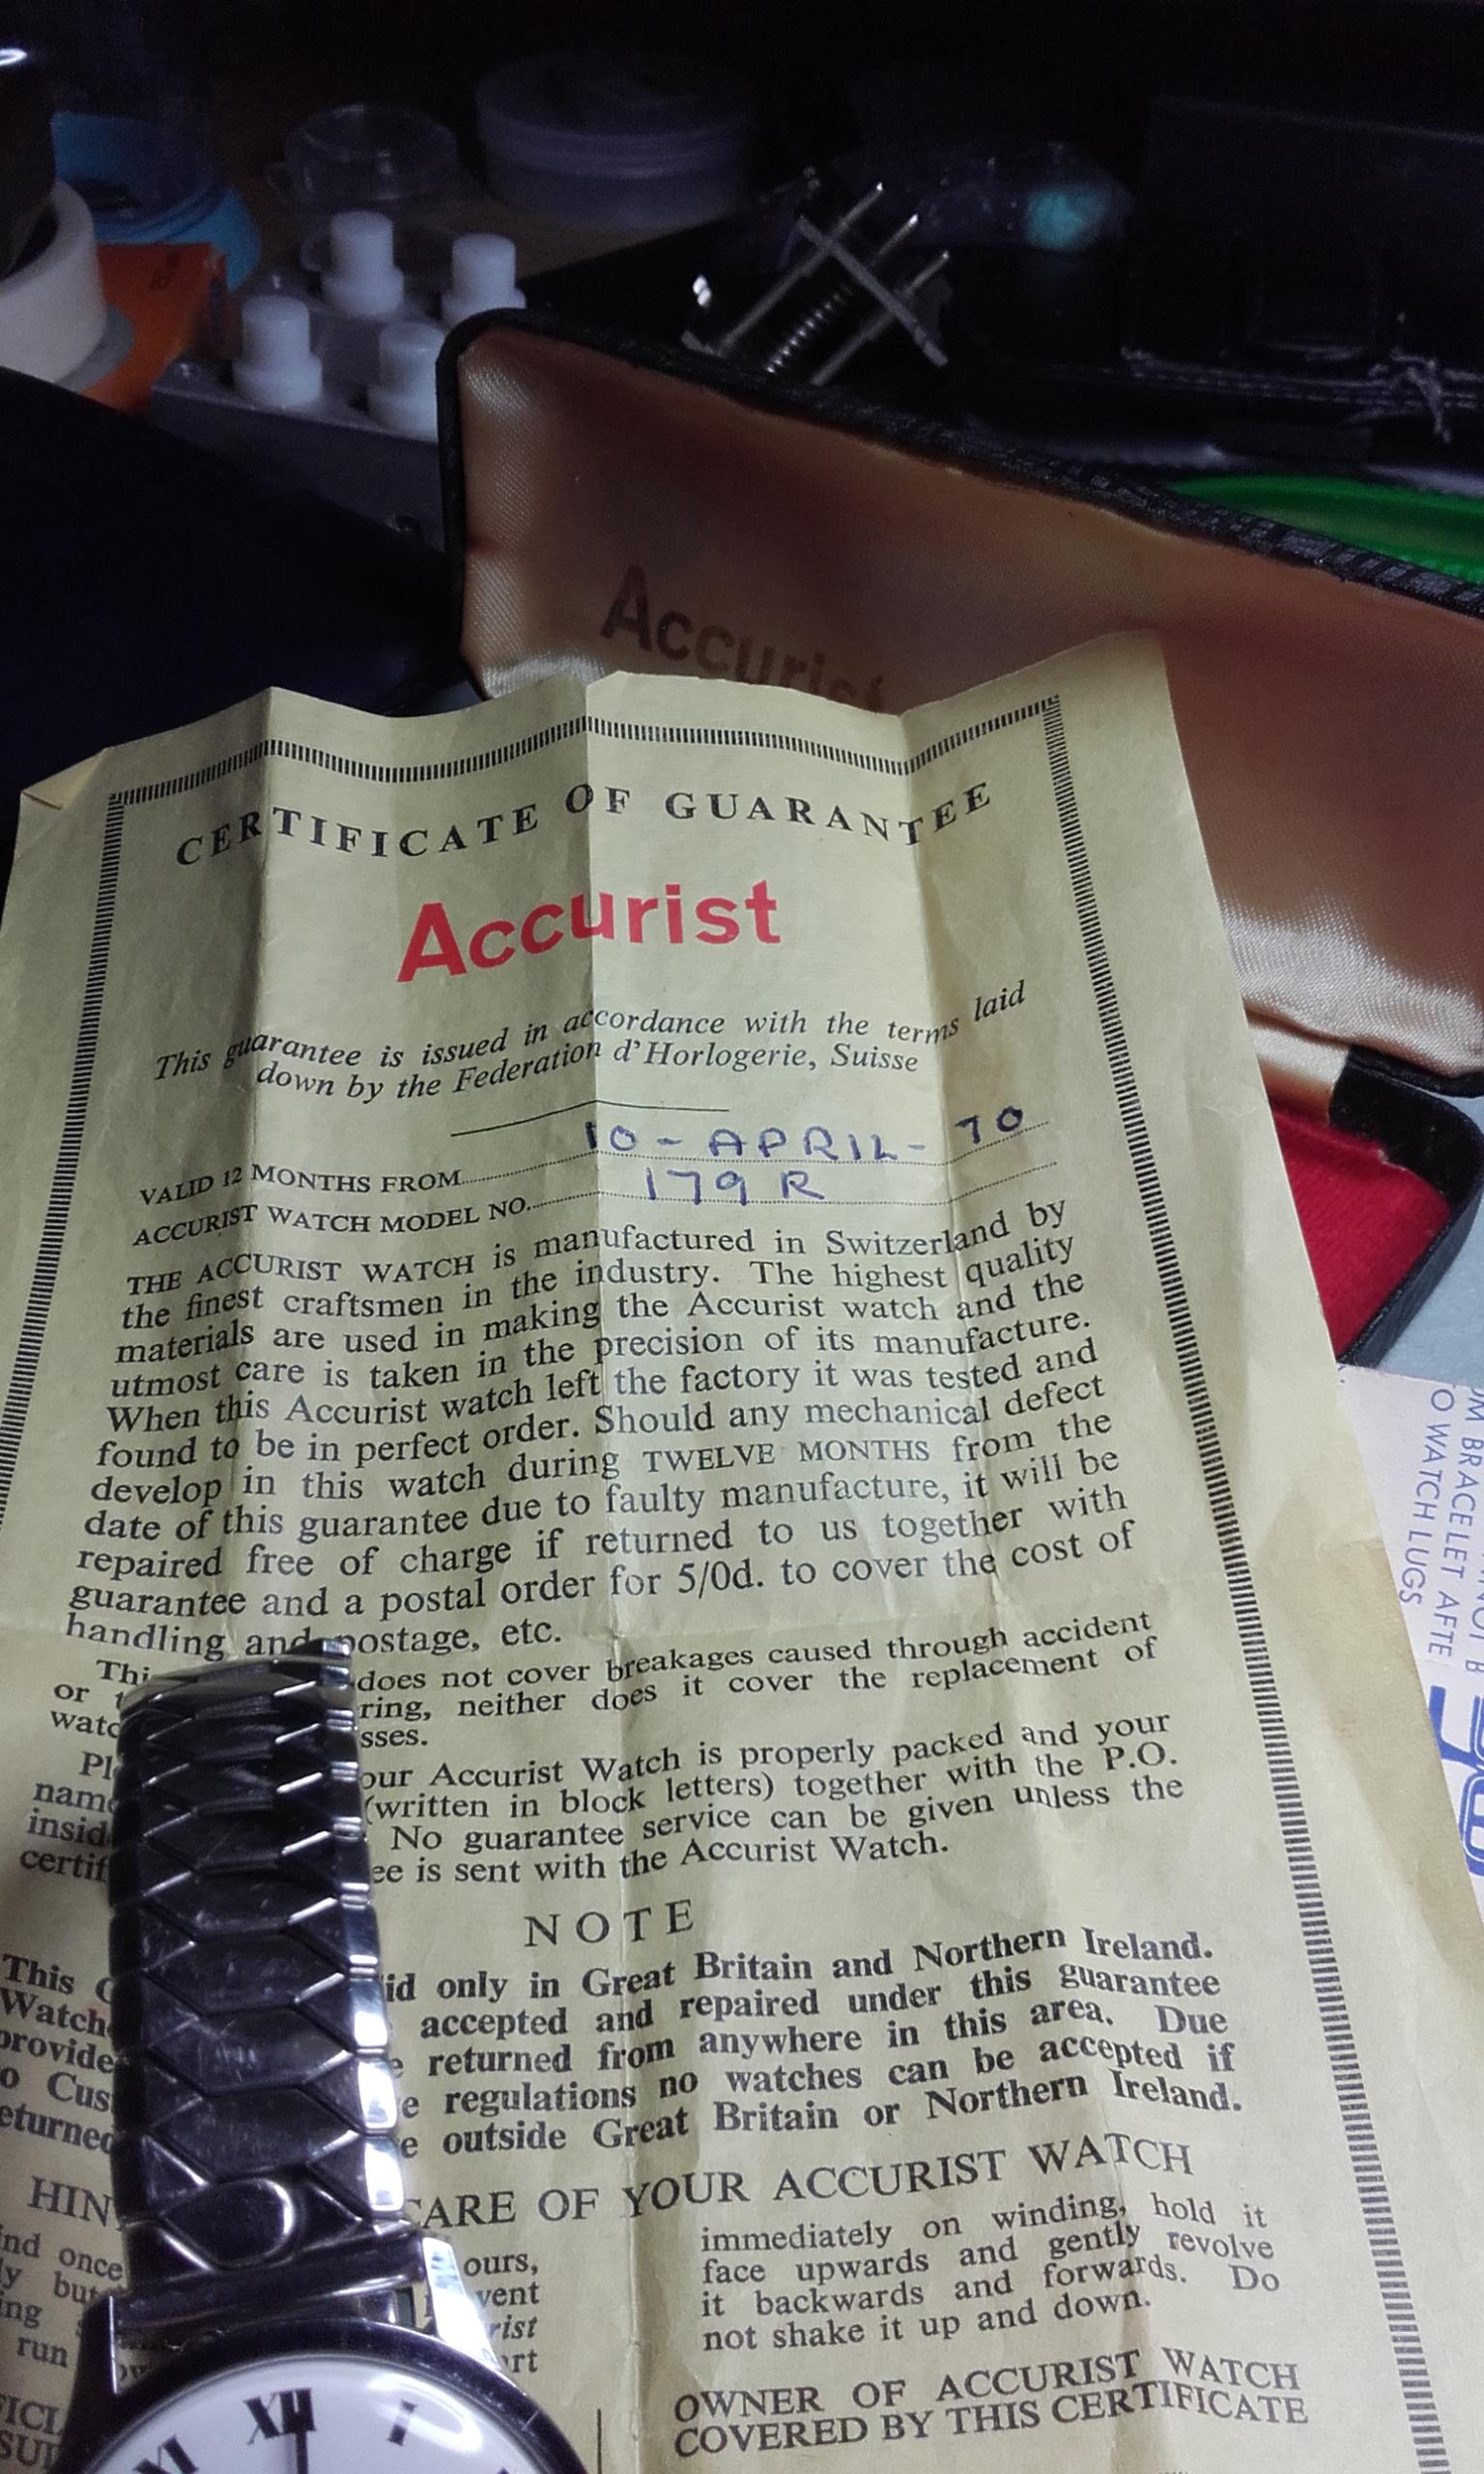 Accurist
CERTIFICATE OF GUARANTEE
Accurist
This guarantee is issued in accordance with the terms laid
down by the Federation d'Horlogerie, Suisse
VALID 12 MONTHS FROM 10-APRIL-70
ACCURIST WATCH MODEL NO. 179 R
THE ACCURIST WATCH is manufactured in Switzerland by
the finest craftsmen in the industry. The highest quality
materials are used in making the Accurist watch and the
utmost care is taken in the precision of its manufacture.
When this Accurist watch left the factory it was tested and
found to be in perfect order. Should any mechanical defect
develop in this watch during TWELVE MONTHS from the
date of this guarantee due to faulty manufacture, it will be
repaired free of charge if returned to us together with
guarantee and a postal order for 5/0d. to cover the cost of
handling and postage, etc.
does not cover breakages caused through accident
or neither does it cover the replacement of
our Accurist Watch is properly packed and your
(written in block letters) together with the P.O.
No guarantee service can be given unless the
is sent with the Accurist Watch.
NOTE
This only in Great Britain and Northern Ireland.
accepted and repaired under this guarantee
returned from anywhere in this area. Due
regulations no watches can be accepted if
outside Great Britain or Northern Ireland.
CARE OF YOUR ACCURIST WATCH
once
run
immediately on winding, hold it
face upwards and gently revolve
it backwards and forwards. Do
not shake it up and down.
OWNER OF ACCURIST WATCH
COVERED BY THIS CERTIFICATE
XII I
BRACELET
O WATCH LUGS